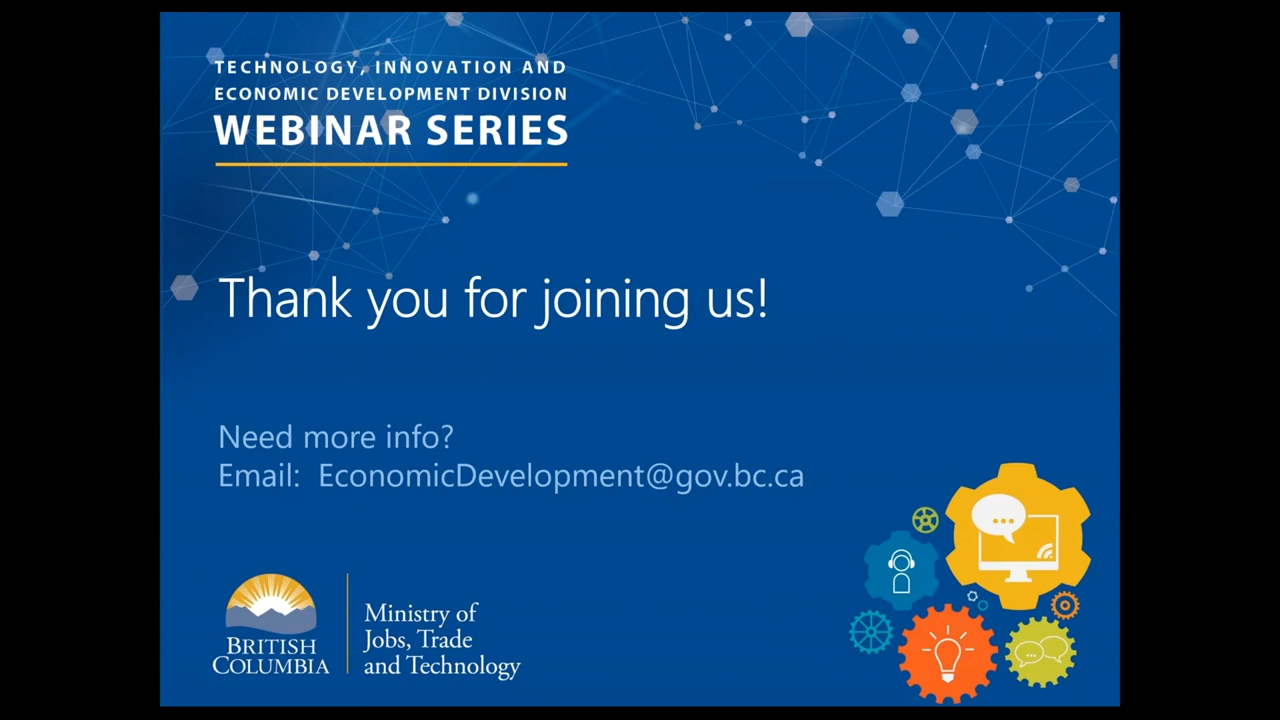 TECHNOLOGY, INNOVATION AND
ECONOMIC DEVELOPMENT DIVISION
WEBINAR SERIES
Thank you for joining us!
Need more info?
Email: EconomicDevelopment@gov.bc.ca
BRITISH
COLUMBIA
Ministry of
Jobs, Trade
and Technology